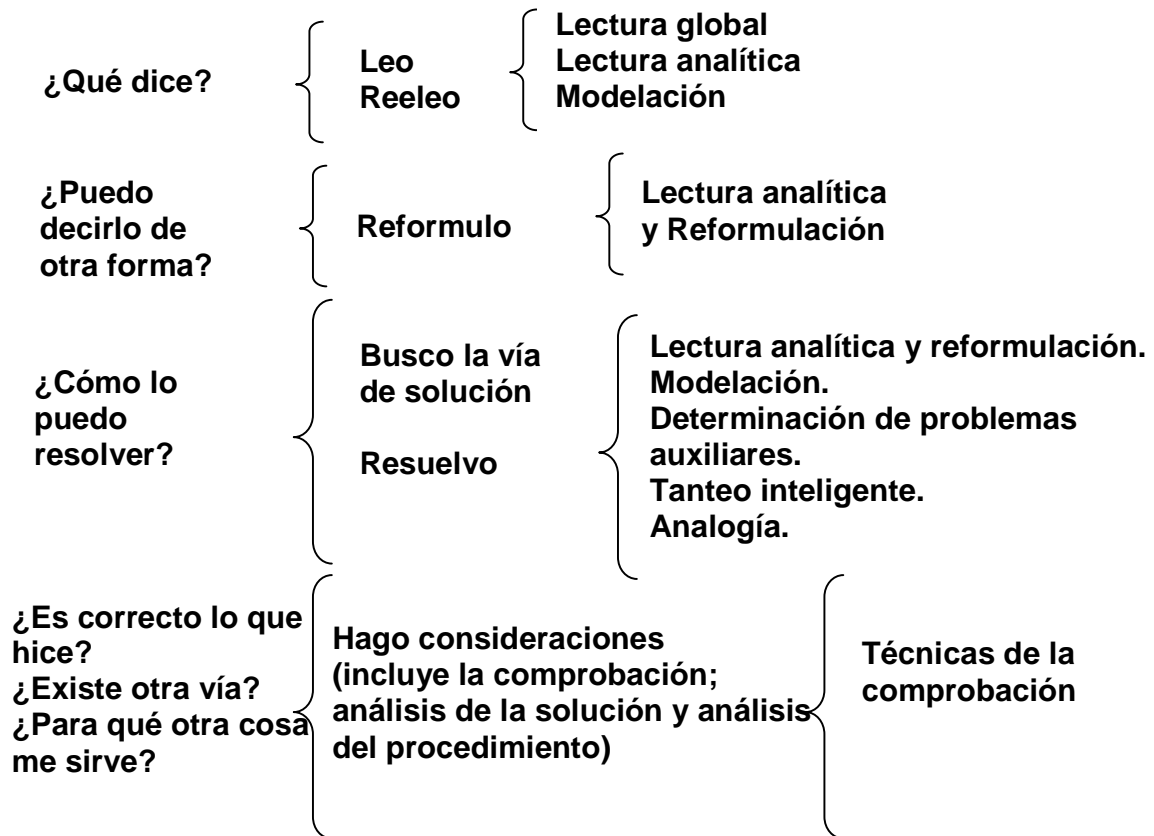 ¿Qué dice?
Leo
Reeleo
Lectura global
Lectura analítica
Modelación
¿Puedo
decirlo de
otra forma?
Reformulo
Lectura analítica
y Reformulación
¿Cómo lo
puedo
resolver?
Busco la vía
de solución
Resuelvo
Lectura analítica y reformulación.
Modelación.
Determinación de problemas
auxiliares.
Tanteo inteligente.
Analogía.
¿Es correcto lo que
hice?
¿Existe otra vía?
¿Para qué otra cosa
me sirve?
Hago consideraciones
(incluye la comprobación;
análisis de la solución y análisis
del procedimiento)
Técnicas de la
comprobación